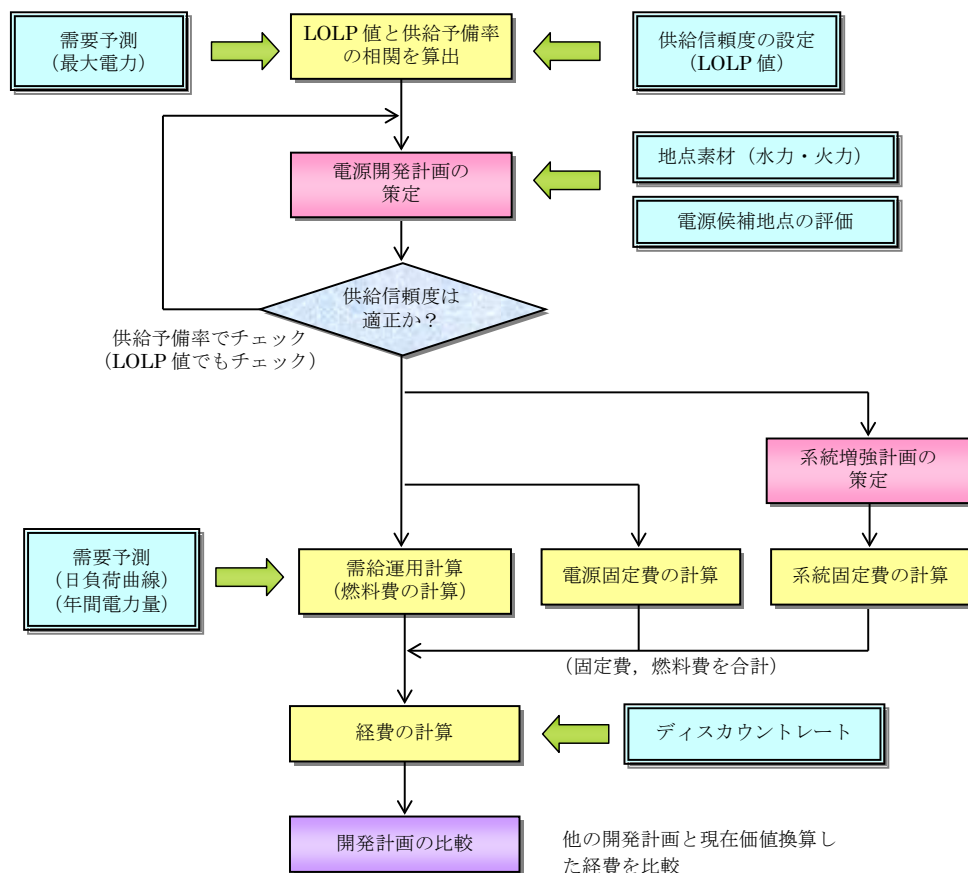 需要予測
（最大電力）
LOLP 値と供給予備率
の相関を算出
供給信頼度の設定
（LOLP 値）
電源開発計画の
策定
地点素材（水力・火力）
電源候補地点の評価
供給信頼度は
適正か？
供給予備率でチェック
（LOLP 値でもチェック）
系統増強計画の
策定
需要予測
（日負荷曲線）
（年間電力量）
需給運用計算
（燃料費の計算）
電源固定費の計算
系統固定費の計算
（固定費，燃料費を合計）
経費の計算
ディスカウントレート
開発計画の比較
他の開発計画と現在価値換算し
た経費を比較